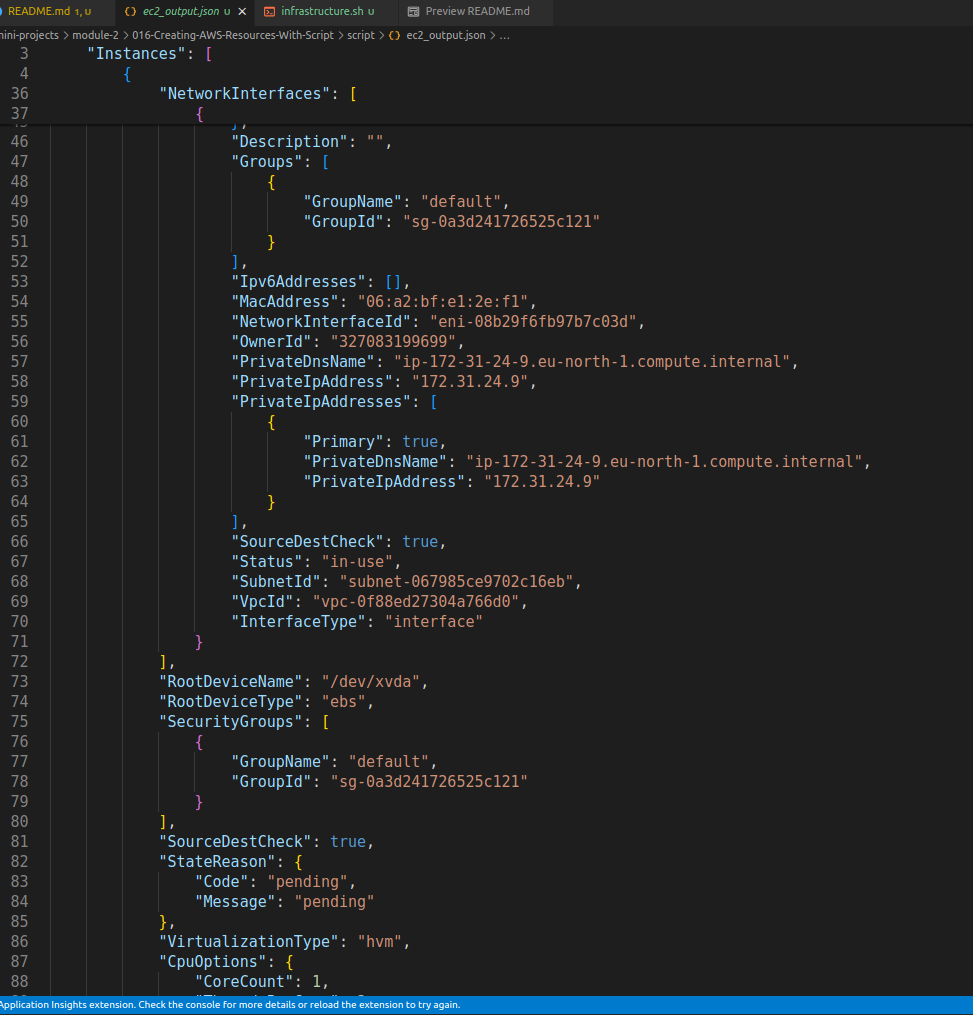 README.md 1, U ec2_output.json U infrastructure.sh U Preview README.md
mini-projects > module-2 > 016-Creating-AWS-Resources-With-Script > script > {} ec2_output.json > ...
3 "Instances": [
4 {
36 "NetworkInterfaces": [
37 {
45 },
46 "Description": "",
47 "Groups": [
48 {
49 "GroupName": "default",
50 "GroupId": "sg-0a3d241726525c121"
51 }
52 ],
53 "Ipv6Addresses": [],
54 "MacAddress": "06:a2:bf:e1:2e:f1",
55 "NetworkInterfaceId": "eni-08b29f6fb97b7c03d",
56 "OwnerId": "327083199699",
57 "PrivateDnsName": "ip-172-31-24-9.eu-north-1.compute.internal",
58 "PrivateIpAddress": "172.31.24.9",
59 "PrivateIpAddresses": [
60 {
61 "Primary": true,
62 "PrivateDnsName": "ip-172-31-24-9.eu-north-1.compute.internal",
63 "PrivateIpAddress": "172.31.24.9"
64 }
65 ],
66 "SourceDestCheck": true,
67 "Status": "in-use",
68 "SubnetId": "subnet-067985ce9702c16eb",
69 "VpcId": "vpc-0f88ed27304a766d0",
70 "InterfaceType": "interface"
71 }
72 ],
73 "RootDeviceName": "/dev/xvda",
74 "RootDeviceType": "ebs",
75 "SecurityGroups": [
76 {
77 "GroupName": "default",
78 "GroupId": "sg-0a3d241726525c121"
79 }
80 ],
81 "SourceDestCheck": true,
82 "StateReason": {
83 "Code": "pending",
84 "Message": "pending"
85 },
86 "VirtualizationType": "hvm",
87 "CpuOptions": {
88 "CoreCount": 1,
Application Insights extension. Check the console for more details or reload the extension to try again.